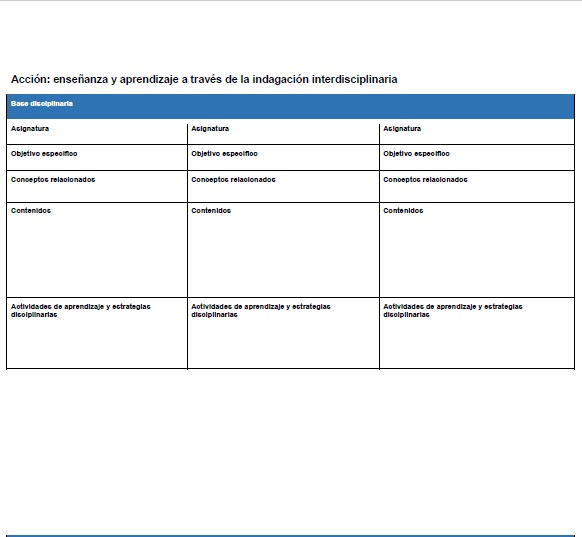 Acción: enseñanza y aprendizaje a través de la indagación interdisciplinaria
Base disciplinaria
Asignatura Asignatura Asignatura
Objetivo específico Objetivo específico Objetivo específico
Conceptos relacionados Conceptos relacionados Conceptos relacionados
Contenidos Contenidos Contenidos
Actividades de aprendizaje y estrategias Actividades de aprendizaje y estrategias Actividades de aprendizaje y estrategias
disciplinarias disciplinarias disciplinarias